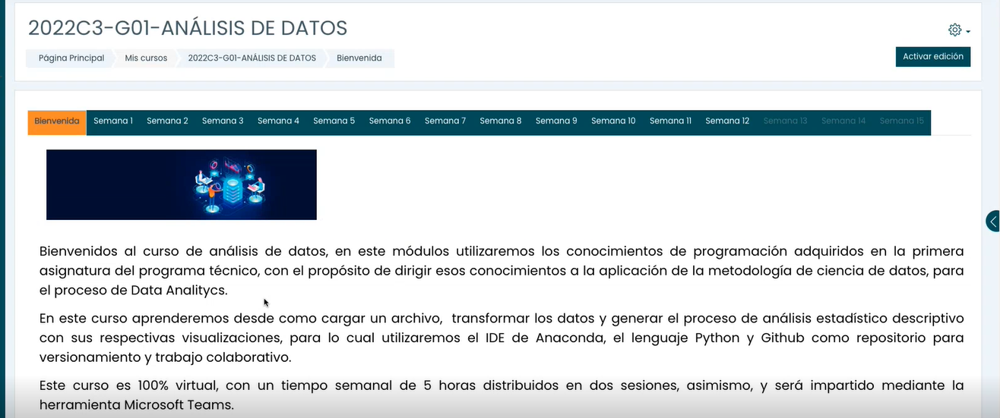 2022C3-G01-ANÁLISIS DE DATOS
Página Principal Mis cursos 2022C3-G01-ANÁLISIS DE DATOS Bienvenida
Activar edición
Bienvenida Semana 1 Semana 2 Semana 3 Semana 4 Semana 5 Semana 6 Semana 7 Semana 8 Semana 9 Semana 10 Semana 11 Semana 12 Semana 13 Semana 14 Semana 15
Bienvenidos al curso de análisis de datos, en este módulos utilizaremos los conocimientos de programación adquiridos en la primera
asignatura del programa técnico, con el propósito de dirigir esos conocimientos a la aplicación de la metodología de ciencia de datos, para
el proceso de Data Analitycs.
En este curso aprenderemos desde como cargar un archivo, transformar los datos y generar el proceso de análisis estadístico descriptivo
con sus respectivas visualizaciones, para lo cual utilizaremos el IDE de Anaconda, el lenguaje Python y Github como repositorio para
versionamiento y trabajo colaborativo.
Este curso es 100% virtual, con un tiempo semanal de 5 horas distribuidos en dos sesiones, asimismo, y será impartido mediante la
herramienta Microsoft Teams.